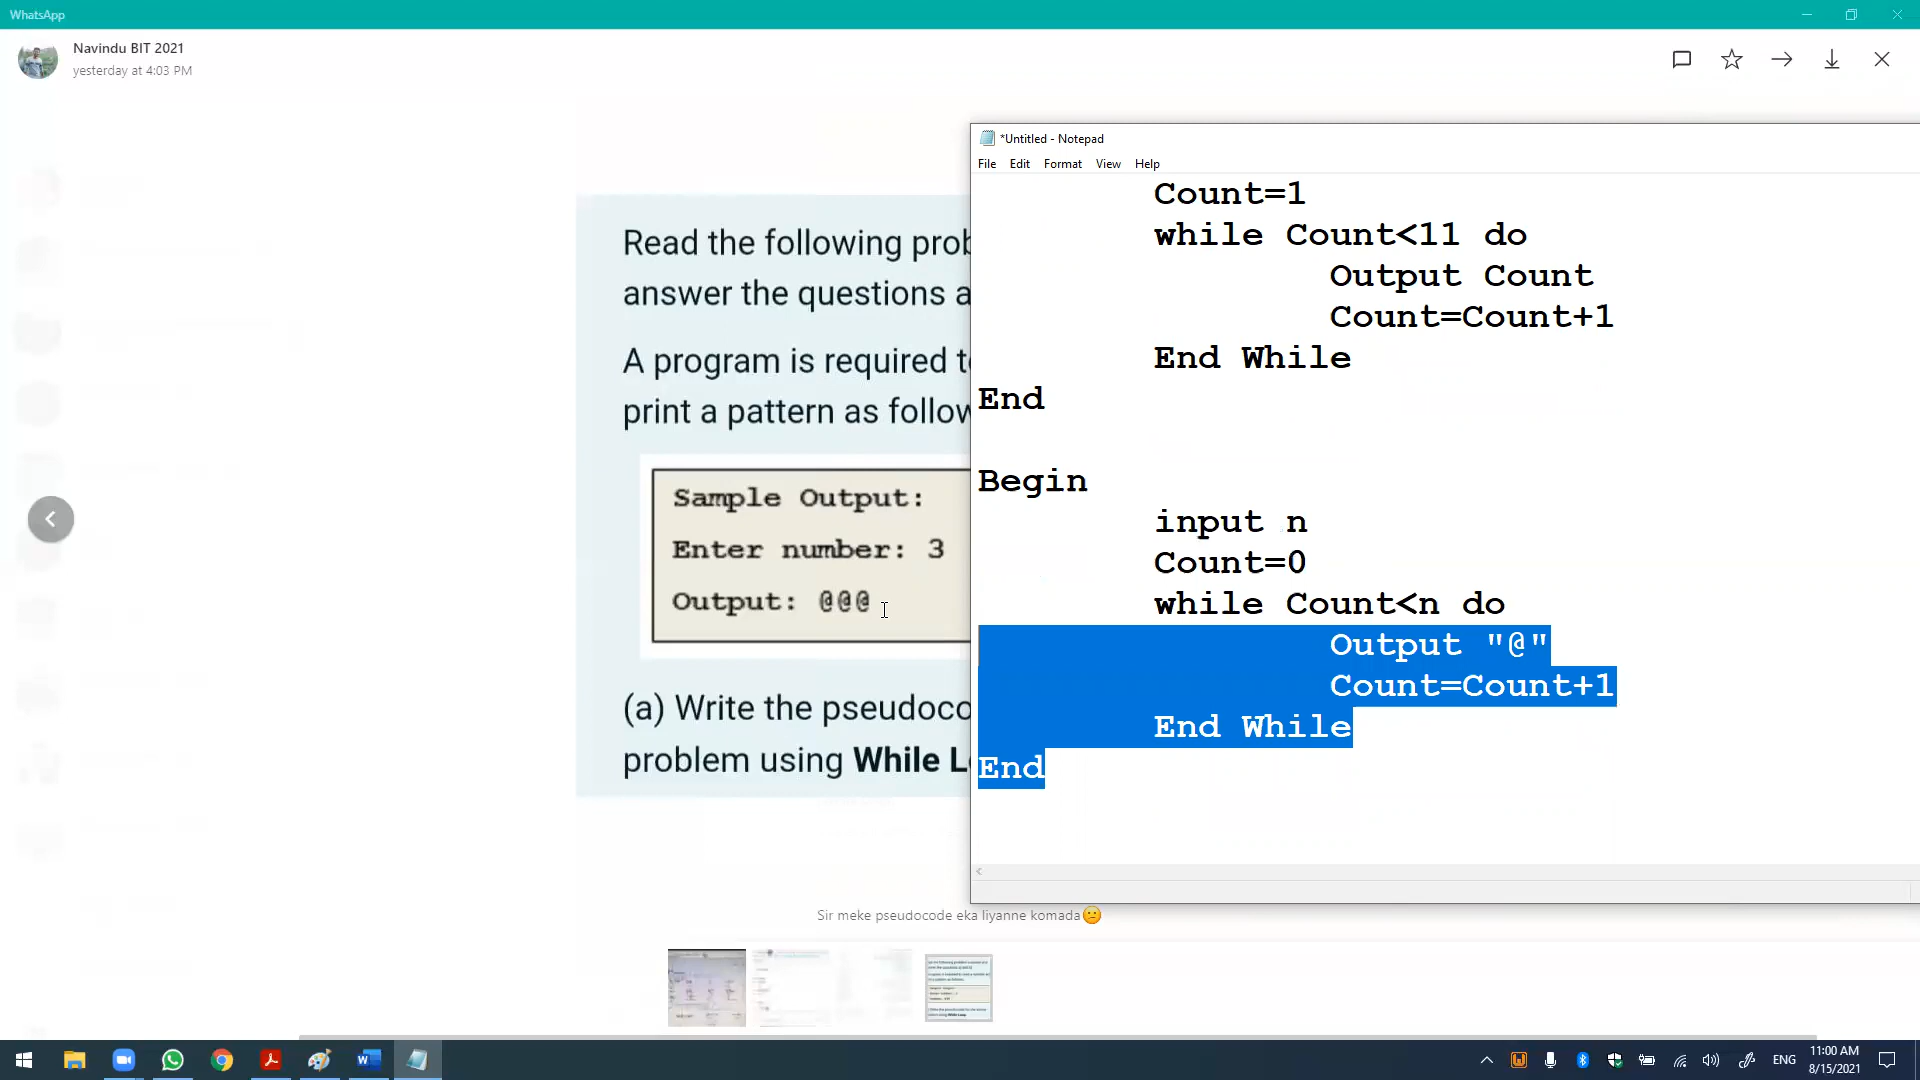 WhatsApp
Navindu BIT 2021
yesterday at 4:03 PM
Read the following prob
answer the questions a
A program is required t
print a pattern as follow
Sample Output:
Enter number: 3
Output: @@@
(a) Write the pseudoco
problem using While L
*Untitled - Notepad
File Edit Format View Help
Count=1
while Count<11 do
Output Count
Count=Count+1
End While
End
Begin
input n
Count=0
while Count<n do
Output "@"
Count=Count+1
End While
End
Sir meke pseudocode eka liyanne komada😕
ENG
11:00 AM
8/15/2021